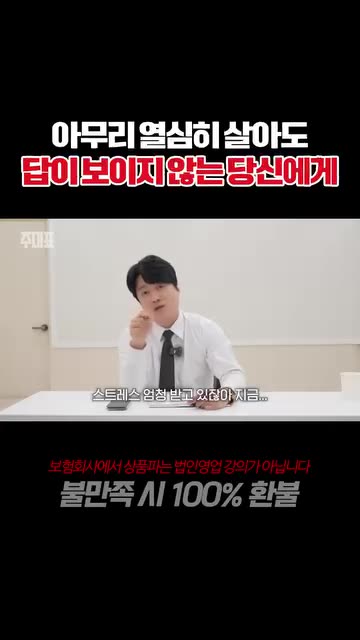 아무리 열심히 살아도
답이 보이지 않는 당신에게
주대표
스트레스 엄청 받고 있잖아 지금...
보험회사에서 상품파는 법인영업 강의가 아닙니다
불만족 시 100% 환불